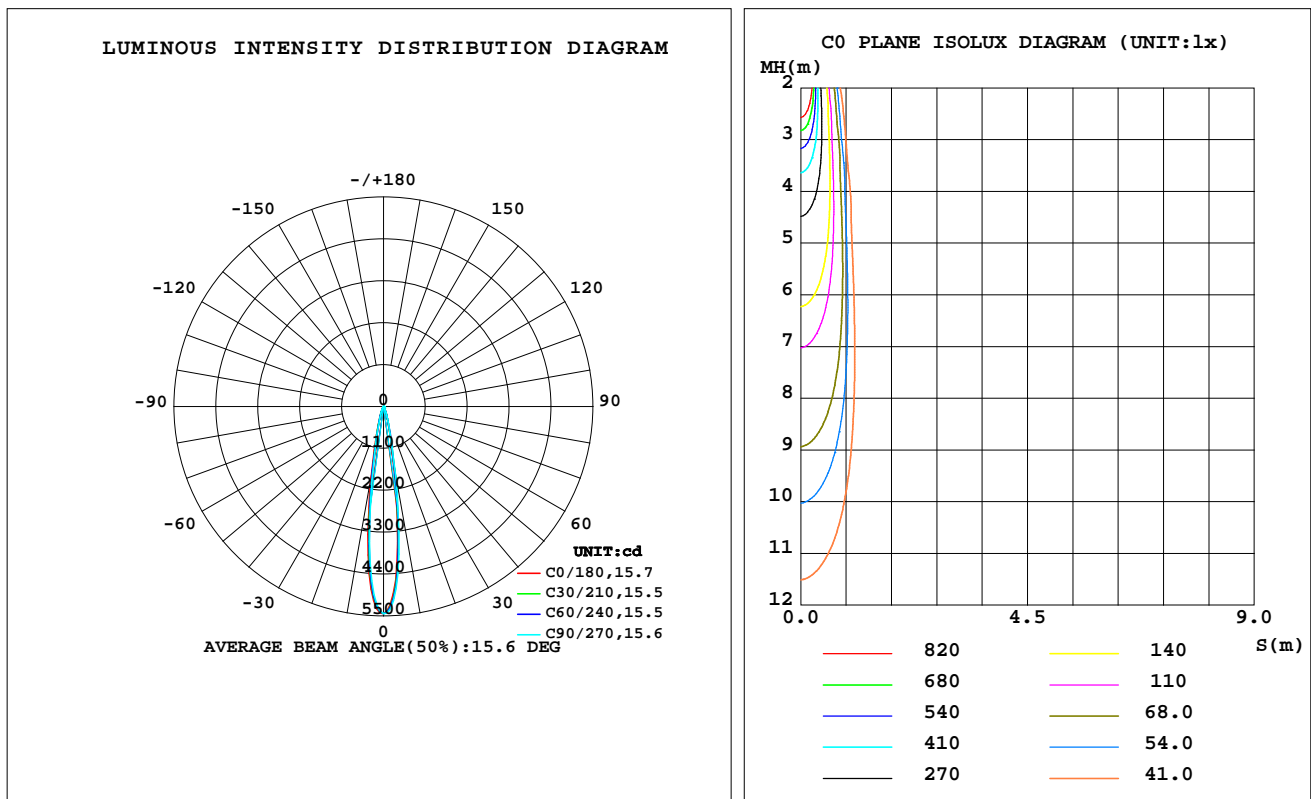 LUMINOUS INTENSITY DISTRIBUTION DIAGRAM
-/+180
-150 150
-120 120
-90 0 90
1100
2200
-60 60
3300
4400
-30 30
5500
0
UNIT:cd
C0/180,15.7
C30/210,15.5
C60/240,15.5
C90/270,15.6
AVERAGE BEAM ANGLE(50%):15.6 DEG
C0 PLANE ISOLUX DIAGRAM (UNIT:lx)
MH(m)
2
3
4
5
6
7
8
9
10
11
12
0.0 4.5 9.0
S(m)
820 140
680 110
540 68.0
410 54.0
270 41.0